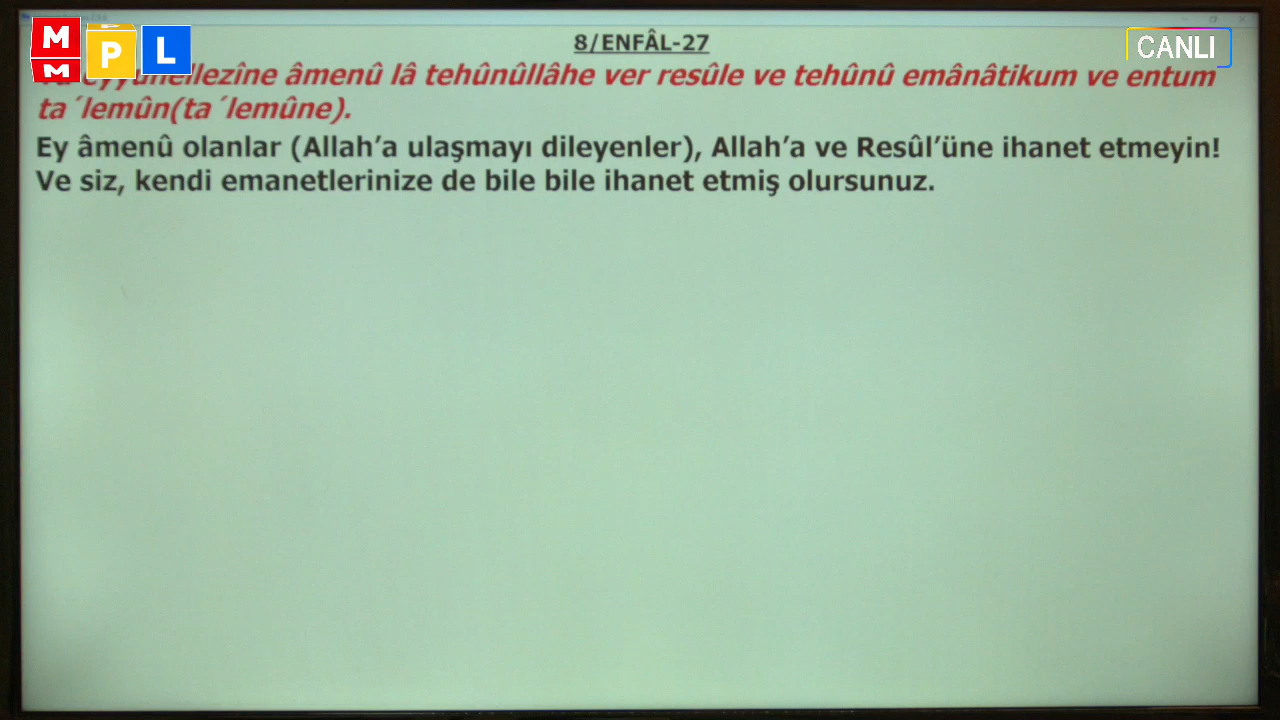 M
M
P
L
CANLI
8/ENFÂL-27
âmenû lâ tehûnûllâhe ver resûle ve tehûnû emânâtikum ve entum
ta´lemûn(ta´lemûne).
Ey âmenû olanlar (Allah’a ulaşmayı dileyenler), Allah’a ve Resûl’üne ihanet etmeyin!
Ve siz, kendi emanetlerinize de bile bile ihanet etmiş olursunuz.